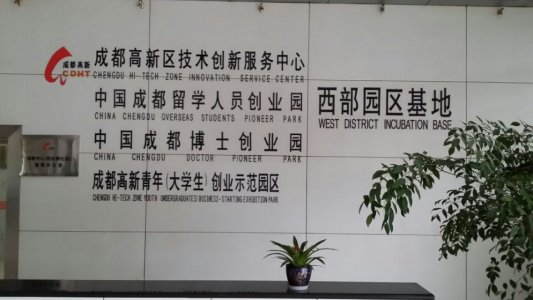 成都高新
CDHT
成都高新区技术创新服务中心
CHENGDU HI-TECH ZONE INNOVATION SERVICE CENTER
中国成都留学人员创业园
CHINA CHENGDU OVERSEAS STUDENTS PIONEER PARK
中国成都博士创业园
CHINA CHENGDU DOCTOR PIONEER PARK
成都高新青年(大学生)创业示范园区
CHENGDU HI-TECH ZONE YOUTH (UNDERGRADUATES) BUSINESS-STARTING EXHIBITION PARK
西部园区基地
WEST DISTRICT INCUBATION BASE